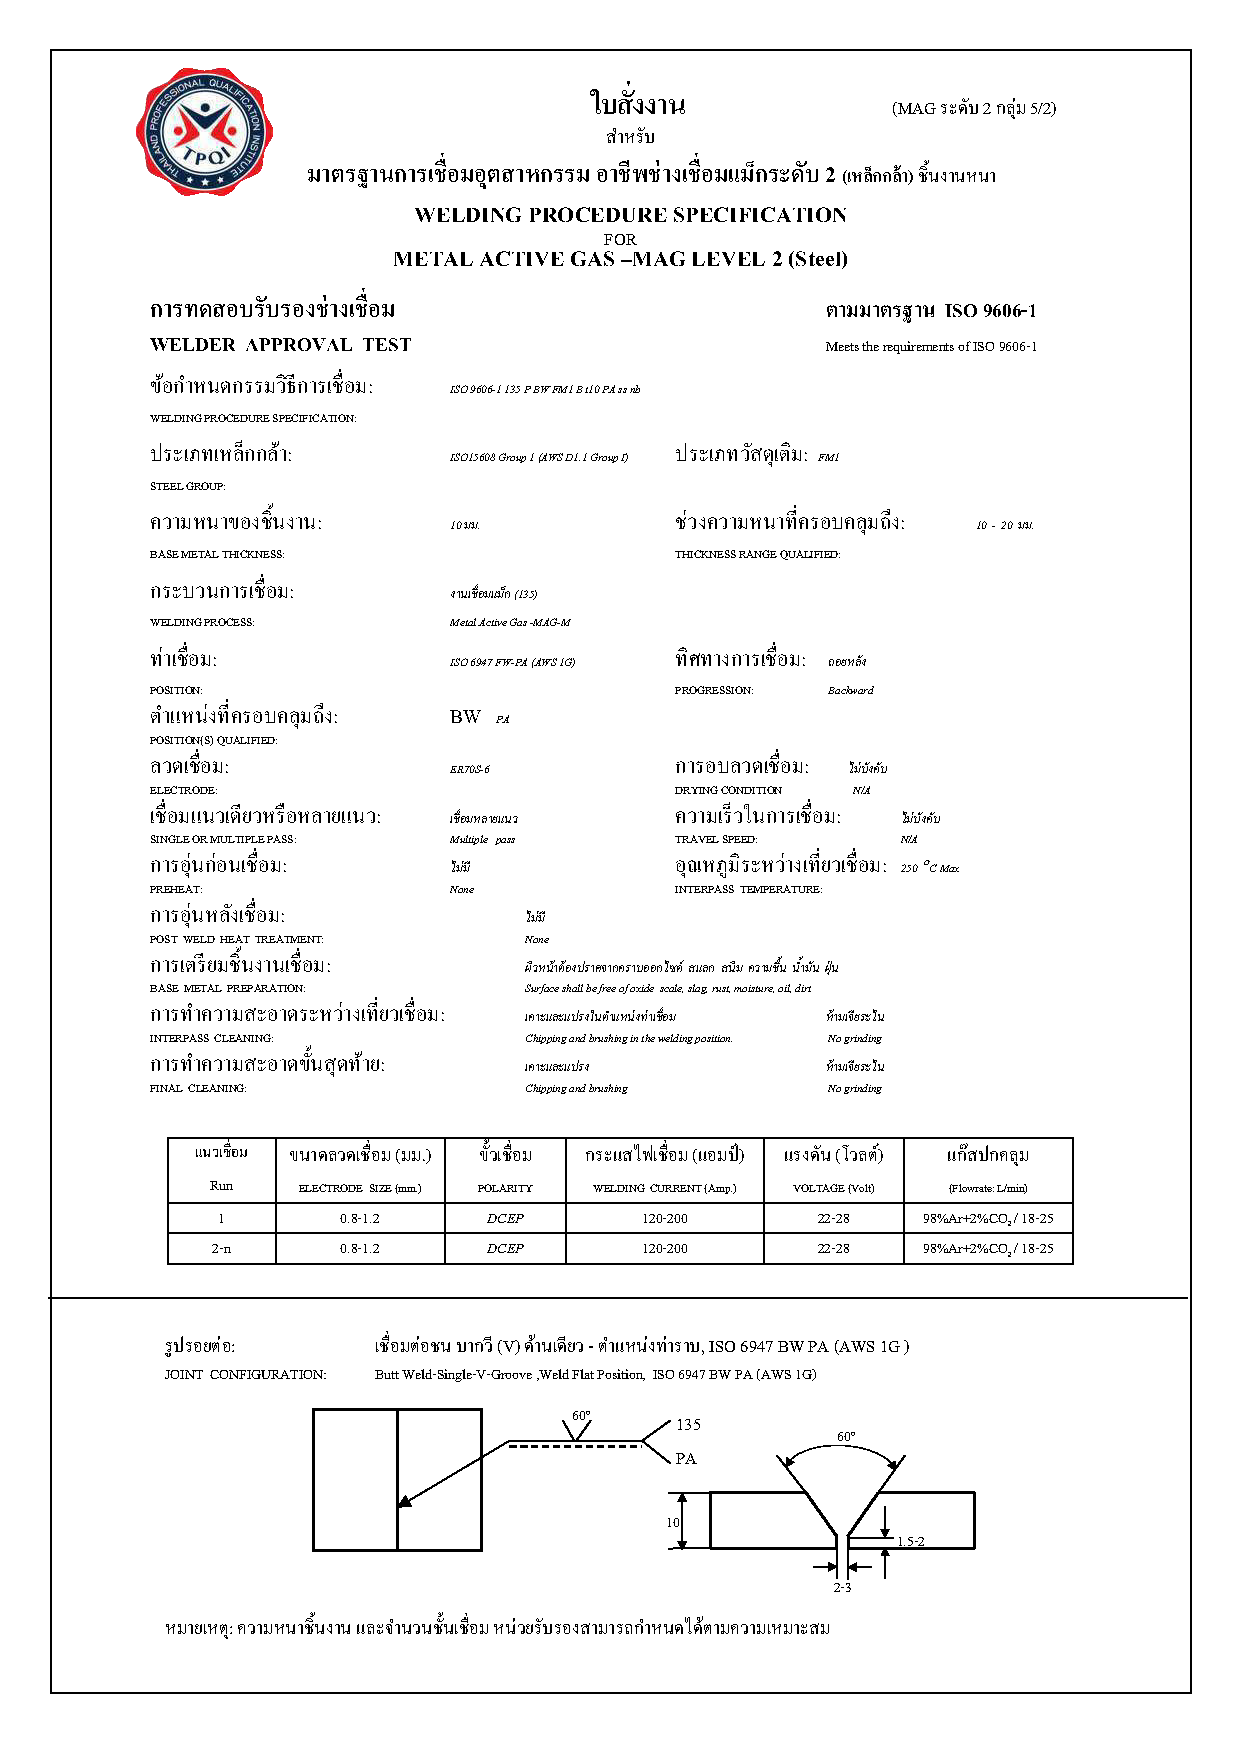 THAILAND PROFESSIONAL QUALIFICATION INSTITUTE
TPQI
ใบสั่งงาน (MAG ระดับ 2 กลุ่ม 5/2)
สำหรับ
มาตรฐานการเชื่อมอุตสาหกรรม อาชีพช่างเชื่อมแม็กระดับ 2 (เหล็กกล้า) ชิ้นงานหนา
WELDING PROCEDURE SPECIFICATION
FOR
METAL ACTIVE GAS –MAG LEVEL 2 (Steel)
การทดสอบรับรองช่างเชื่อม ตามมาตรฐาน ISO 9606-1
WELDER APPROVAL TEST Meets the requirements of ISO 9606-1
ข้อกำหนดกรรมวิธีการเชื่อม: ISO 9606-1 135 P BW FM1 B t10 PA ss nb
WELDING PROCEDURE SPECIFICATION:
ประเภทเหล็กกล้า: ISO15608 Group 1 (AWS D1.1 Group I) ประเภทวัสดุเติม: FM1
STEEL GROUP:
ความหนาของชิ้นงาน: 10 มม. ช่วงความหนาที่ครอบคลุมถึง: 10 - 20 มม.
BASE METAL THICKNESS: THICKNESS RANGE QUALIFIED:
กระบวนการเชื่อม: งานเชื่อมแม็ก (135)
WELDING PROCESS: Metal Active Gas -MAG-M
ท่าเชื่อม: ISO 6947 FW-PA (AWS 1G) ทิศทางการเชื่อม: ถอยหลัง
POSITION: PROGRESSION: Backward
ตำแหน่งที่ครอบคลุมถึง: BW PA
POSITION(S) QUALIFIED:
ลวดเชื่อม: ER70S-6 การอบลวดเชื่อม: ไม่บังคับ
ELECTRODE: DRYING CONDITION N/A
เชื่อมแนวเดียวหรือหลายแนว: เชื่อมหลายแนว ความเร็วในการเชื่อม: ไม่บังคับ
SINGLE OR MULTIPLE PASS: Multiple pass TRAVEL SPEED: N/A
การอุ่นก่อนเชื่อม: ไม่มี อุณหภูมิระหว่างเที่ยวเชื่อม: 250 °C Max
PREHEAT: None INTERPASS TEMPERATURE:
การอุ่นหลังเชื่อม: ไม่มี
POST WELD HEAT TREATMENT: None
การเตรียมชิ้นงานเชื่อม: ผิวหน้าต้องปราศจากคราบออกไซค์ สแลก สนิม ความชื้น น้ำมัน ฝุ่น
BASE METAL PREPARATION: Surface shall be free of oxide scale, slag, rust, moisture, oil, dirt
การทำความสะอาดระหว่างเที่ยวเชื่อม: เคาะและแปรงในตำแหน่งท่าเชื่อม ห้ามเจียระไน
INTERPASS CLEANING: Chipping and brushing in the welding position. No grinding
การทำความสะอาดขั้นสุดท้าย: เคาะและแปรง ห้ามเจียระไน
FINAL CLEANING: Chipping and brushing No grinding
แนวเชื่อม ขนาดลวดเชื่อม (มม.) ขั้วเชื่อม กระแสไฟเชื่อม (แอมป์) แรงดัน (โวลต์) แก๊สปกคลุม
Run ELECTRODE SIZE (mm.) POLARITY WELDING CURRENT (Amp.) VOLTAGE (Volt) (Flowrate: L/min)
1 0.8-1.2 DCEP 120-200 22-28 98%Ar+2%CO₂ / 18-25
2-n 0.8-1.2 DCEP 120-200 22-28 98%Ar+2%CO₂ / 18-25
รูปรอยต่อ: เชื่อมต่อชน บากวี (V) ด้านเดียว - ตำแหน่งท่าราบ, ISO 6947 BW PA (AWS 1G )
JOINT CONFIGURATION: Butt Weld-Single-V-Groove ,Weld Flat Position, ISO 6947 BW PA (AWS 1G)
60°
135
PA
60°
10
1.5-2
2-3
หมายเหตุ: ความหนาชิ้นงาน และจำนวนชั้นเชื่อม หน่วยรับรองสามารถกำหนดได้ตามความเหมาะสม